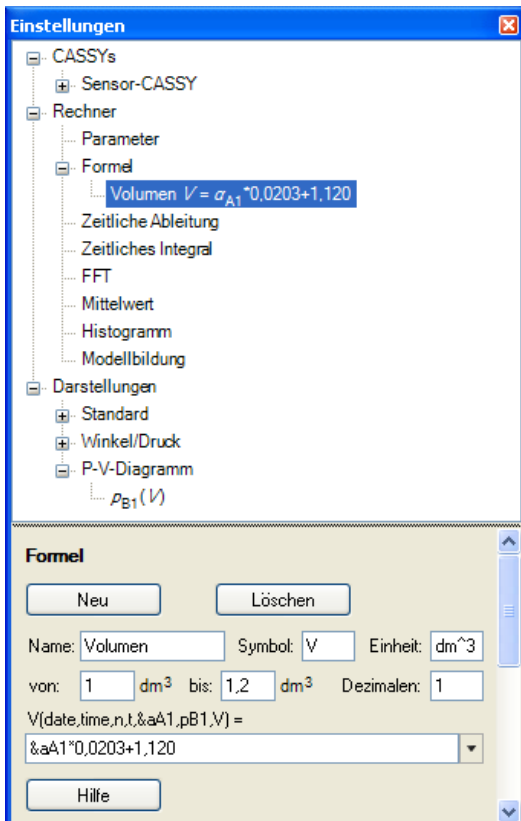 Einstellungen
CASSYs
Sensor-CASSY
Rechner
Parameter
Formel
Volumen V = αA1*0,0203+1,120
Zeitliche Ableitung
Zeitliches Integral
FFT
Mittelwert
Histogramm
Modellbildung
Darstellungen
Standard
Winkel/Druck
P-V-Diagramm
pB1(V)
Formel
Neu Löschen
Name: Volumen Symbol: V Einheit: dm^3
von: 1 dm³ bis: 1,2 dm³ Dezimalen: 1
V(date,time,n,t,&aA1,pB1,V) =
&aA1*0,0203+1,120
Hilfe